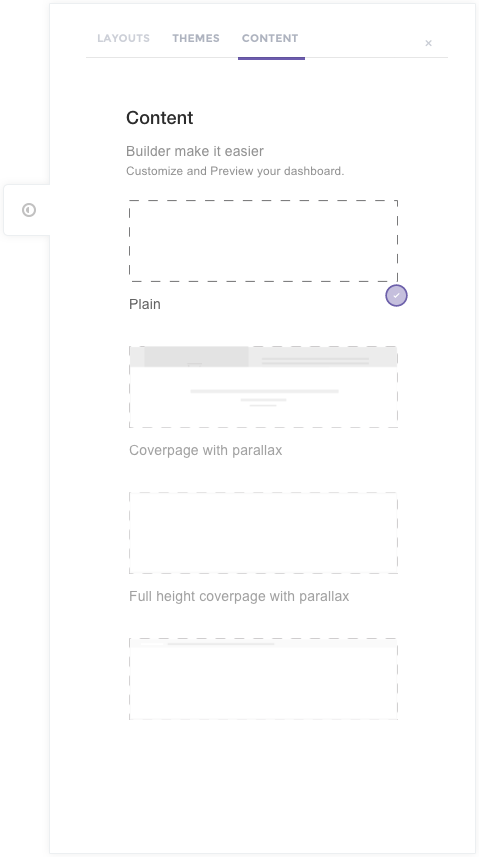 LAYOUTS THEMES CONTENT ×
Content
Builder make it easier
Customize and Preview your dashboard.
Plain
Coverpage with parallax
Full height coverpage with parallax